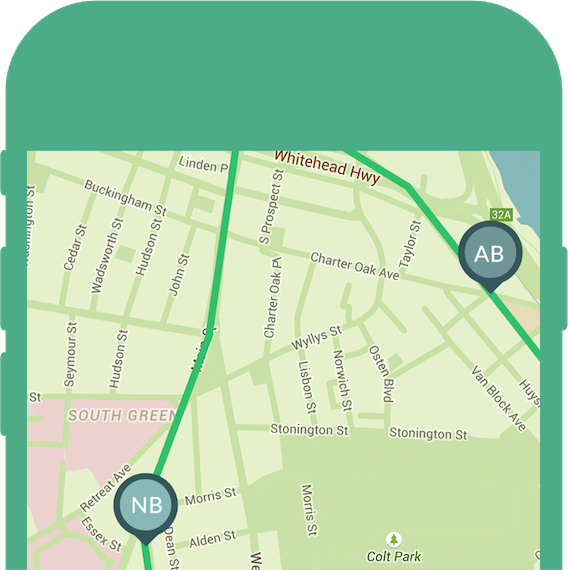 Linden P
Whitehead Hwy
Buckingham St
S Prospect St
32A
Taylor St
Cedar St
Wadsworth St
Hudson St
John St
AB
Charter Oak Ave
Charter Oak Pl
Wyllys St
Seymour St
Hudson St
Lisbon St
Norwich St
Osten Blvd
Van Block Ave
Huys
St
SOUTH GREEN
Stonington St
Stonington St
Retreat Ave
NB
Morris St
Morris St
Essex St
Dean St
Alden St
We
Colt Park